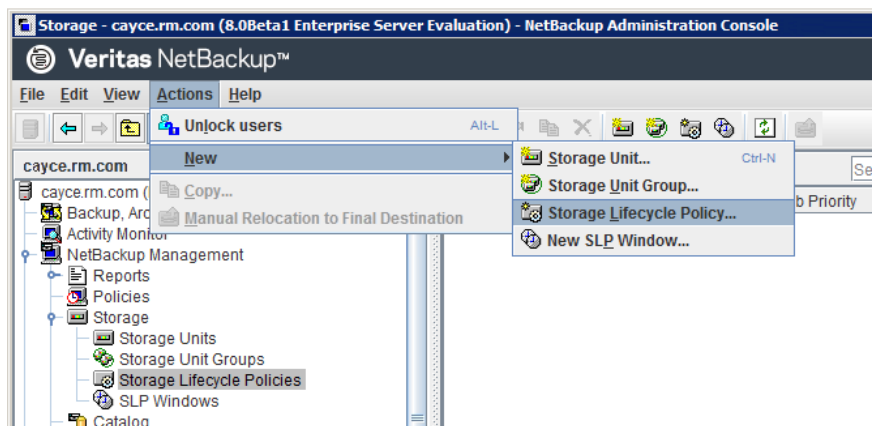 Storage - cayce.rm.com (8.0Beta1 Enterprise Server Evaluation) - NetBackup Administration Console
Veritas NetBackup™
File Edit View Actions Help
Unlock users Alt-L
New
Copy...
Manual Relocation to Final Destination
Storage Unit... Ctrl-N
Storage Unit Group...
Storage Lifecycle Policy...
New SLP Window...
Se
b Priority
cayce.rm.com
cayce.rm.com (
Backup, Arc
Activity Monitor
NetBackup Management
Reports
Policies
Storage
Storage Units
Storage Unit Groups
Storage Lifecycle Policies
SLP Windows
Catalog